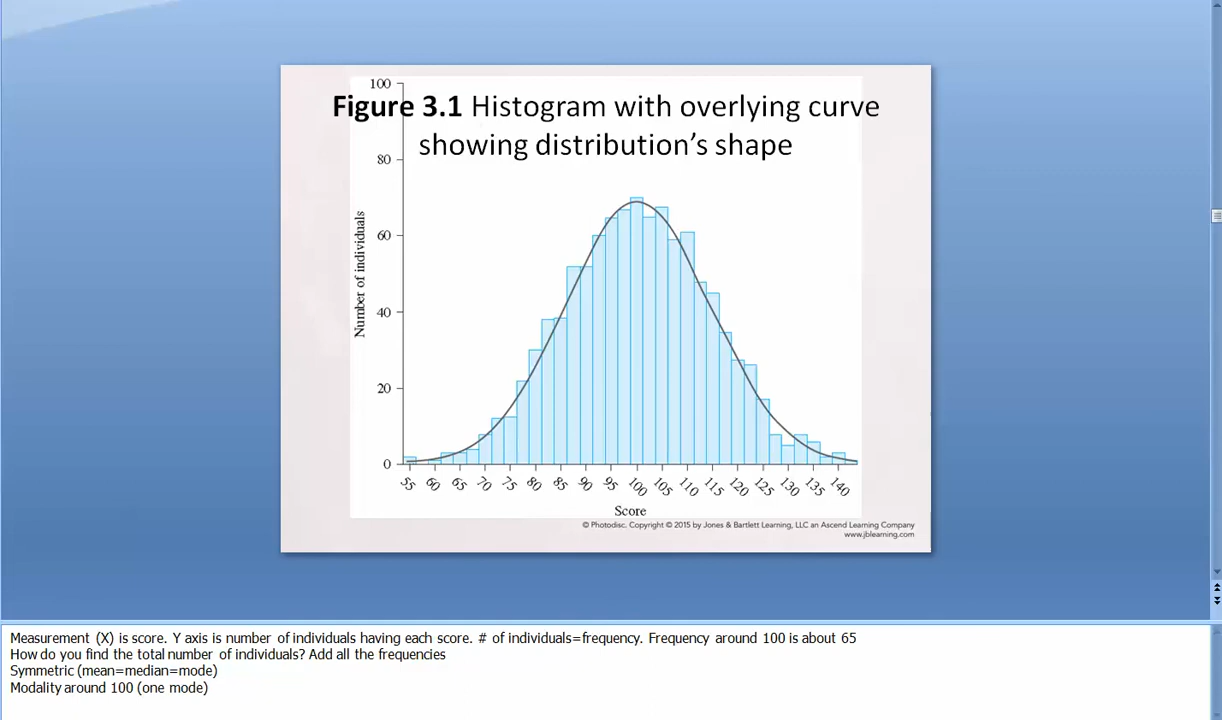 Figure 3.1 Histogram with overlying curve
showing distribution’s shape
100
80
60
40
20
0
Number of individuals
55 60 65 70 75 80 85 90 95 100 105 110 115 120 125 130 135 140
Score
© Photodisc. Copyright © 2015 by Jones & Bartlett Learning, LLC an Ascend Learning Company
www.jblearning.com
Measurement (X) is score. Y axis is number of individuals having each score. # of individuals=frequency. Frequency around 100 is about 65
How do you find the total number of individuals? Add all the frequencies
Symmetric (mean=median=mode)
Modality around 100 (one mode)